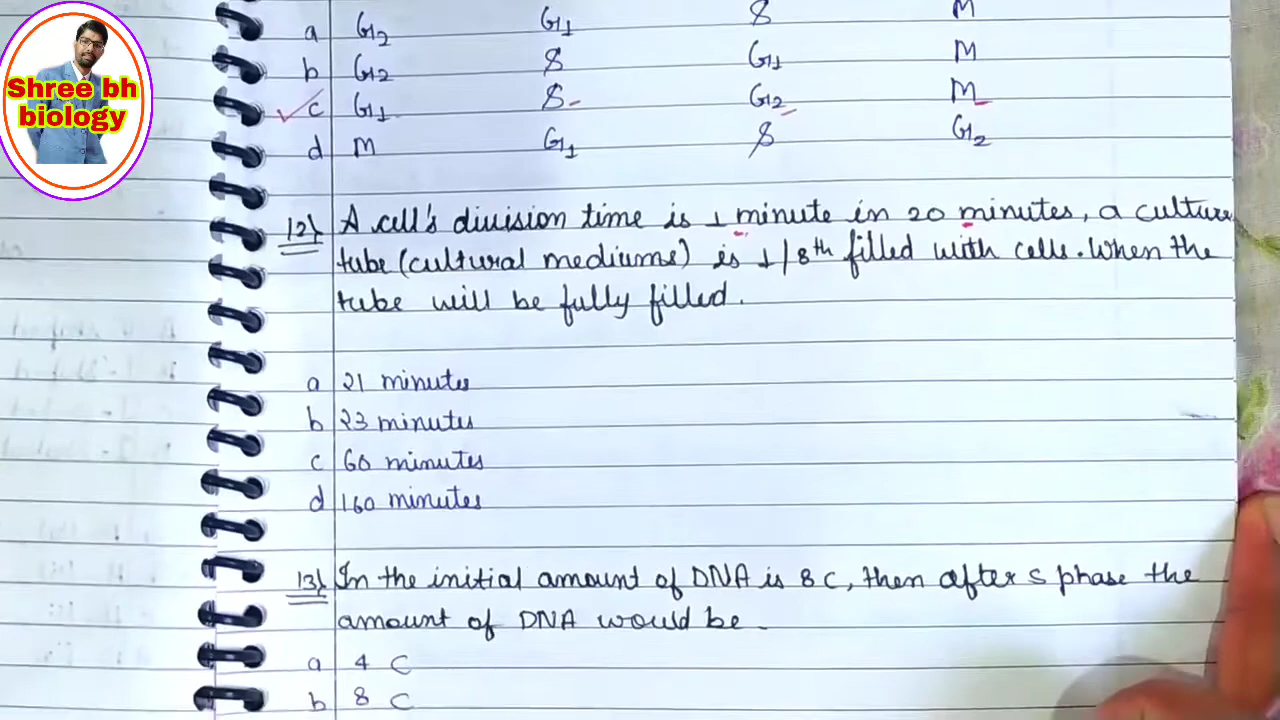 Shree bh
biology
a G2 G1 S M
b G2 S G1 M
c G1 S G2 M
d M G1 S G2
12} A cell's division time is 1 minute in 20 minutes, a culture
tube (cultural mediums) is 1/8th filled with cells. When the
tube will be fully filled.
a 21 minutes
b 23 minutes
c 60 minutes
d 160 minutes
13} In the initial amount of DNA is 8 C, then after S phase the
amount of DNA would be.
a 4 C
b 8 C